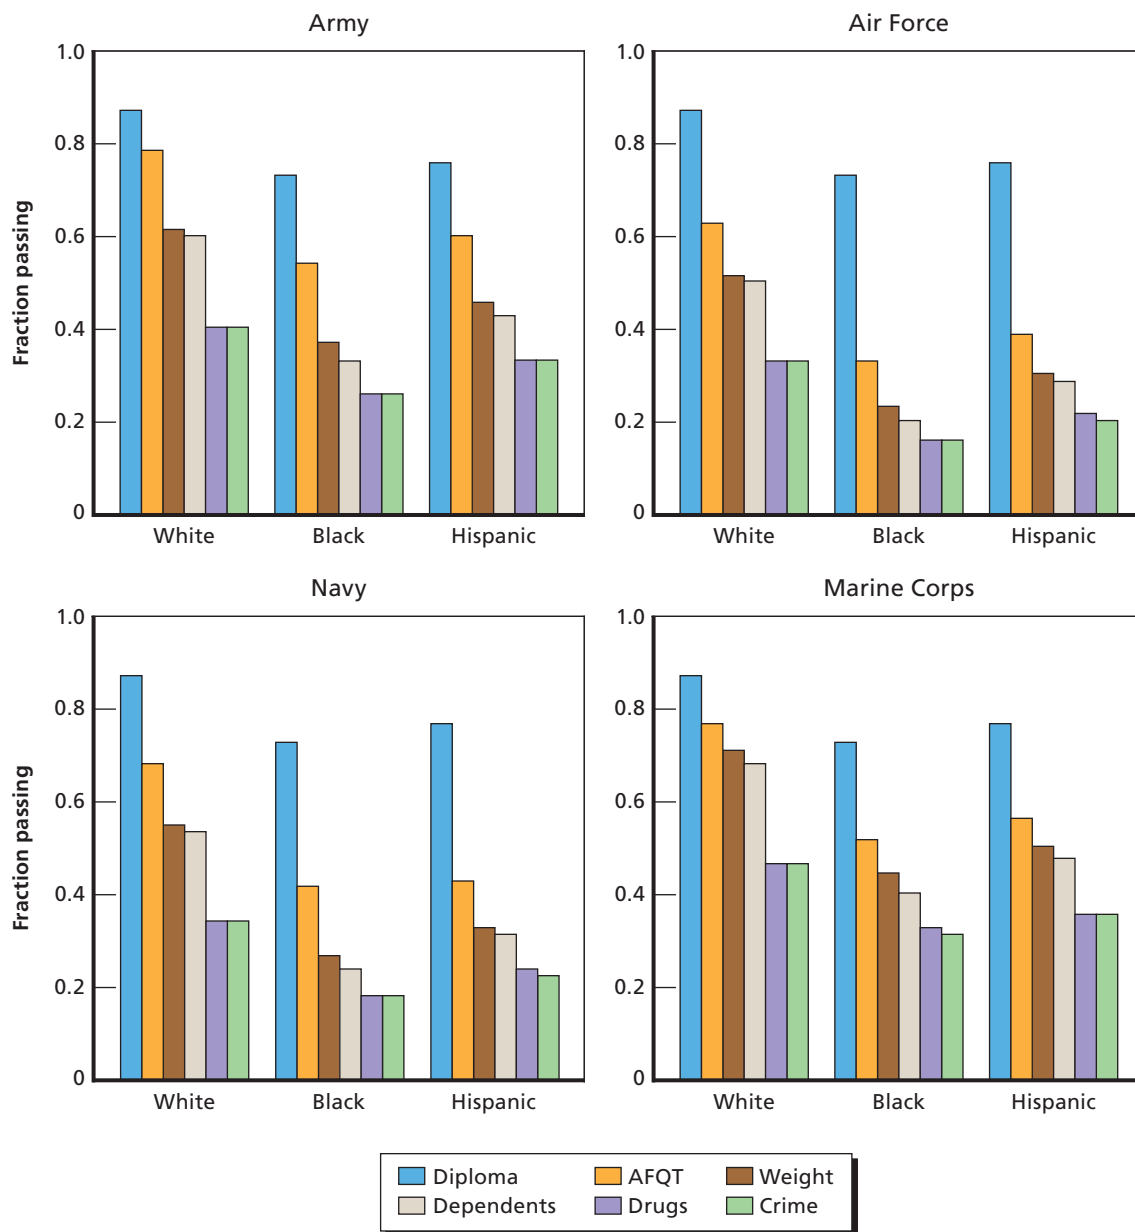 Army
Air Force
Fraction passing
1.0
0.8
0.6
0.4
0.2
0
White
Black
Hispanic
1.0
0.8
0.6
0.4
0.2
0
White
Black
Hispanic
Navy
Marine Corps
Fraction passing
1.0
0.8
0.6
0.4
0.2
0
White
Black
Hispanic
1.0
0.8
0.6
0.4
0.2
0
White
Black
Hispanic
Diploma
AFQT
Weight
Dependents
Drugs
Crime